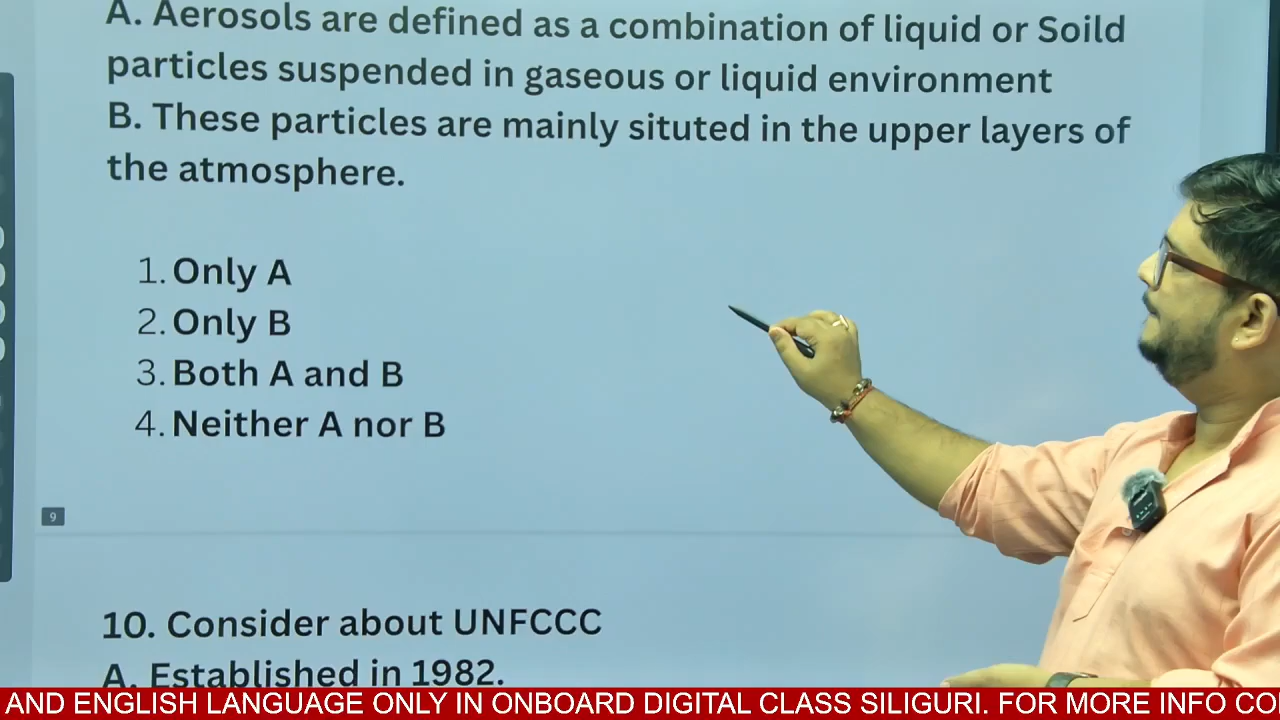 A. Aerosols are defined as a combination of liquid or Soild
particles suspended in gaseous or liquid environment
B. These particles are mainly situted in the upper layers of
the atmosphere.
1. Only A
2. Only B
3. Both A and B
4. Neither A nor B
9
10. Consider about UNFCCC
A. Established in 1982.
AND ENGLISH LANGUAGE ONLY IN ONBOARD DIGITAL CLASS SILIGURI. FOR MORE INFO CO